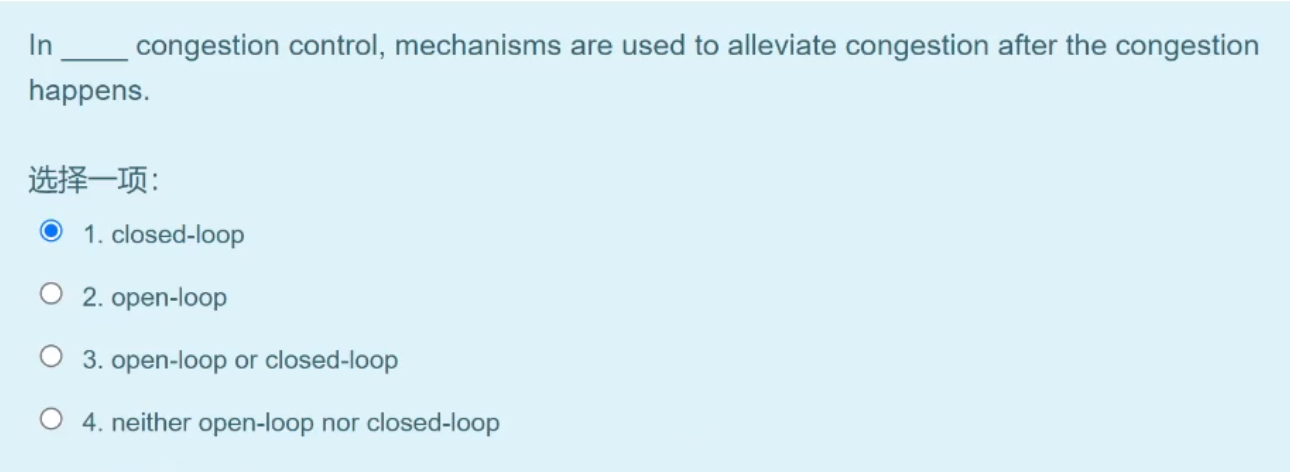 In _____ congestion control, mechanisms are used to alleviate congestion after the congestion
happens.
选择一项：
1. closed-loop
2. open-loop
3. open-loop or closed-loop
4. neither open-loop nor closed-loop